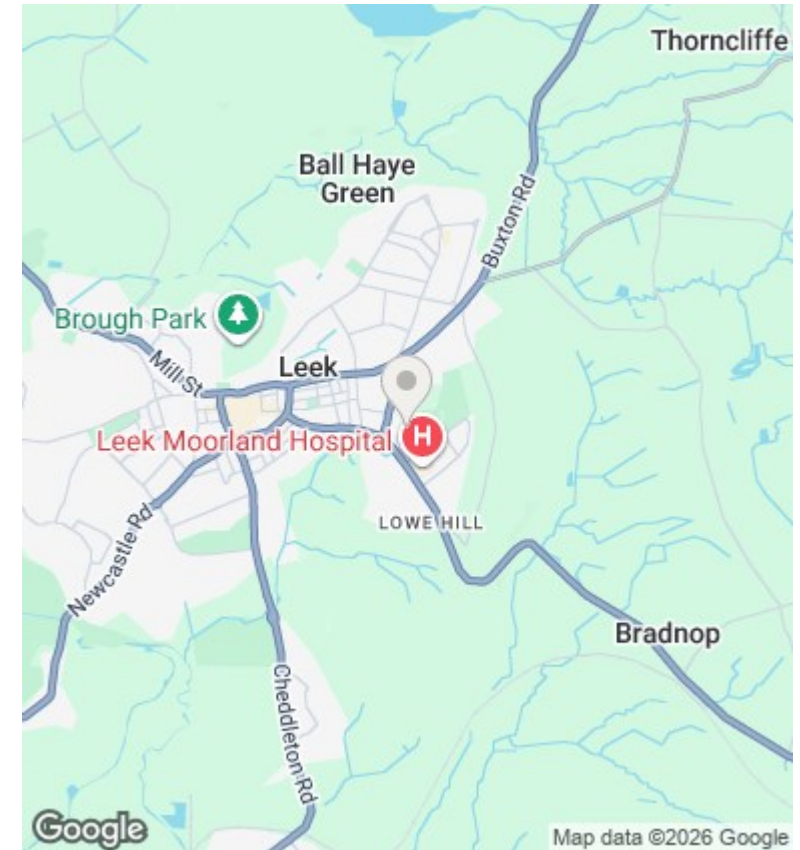 Thorncliffe
Ball Haye
Green
Buxton Rd
Brough Park
Mill St
Leek
Leek Moorland Hospital
H
LOWE HILL
Newcastle Rd
Bradnop
Cheddleton Rd
Google
Map data ©2026 Google